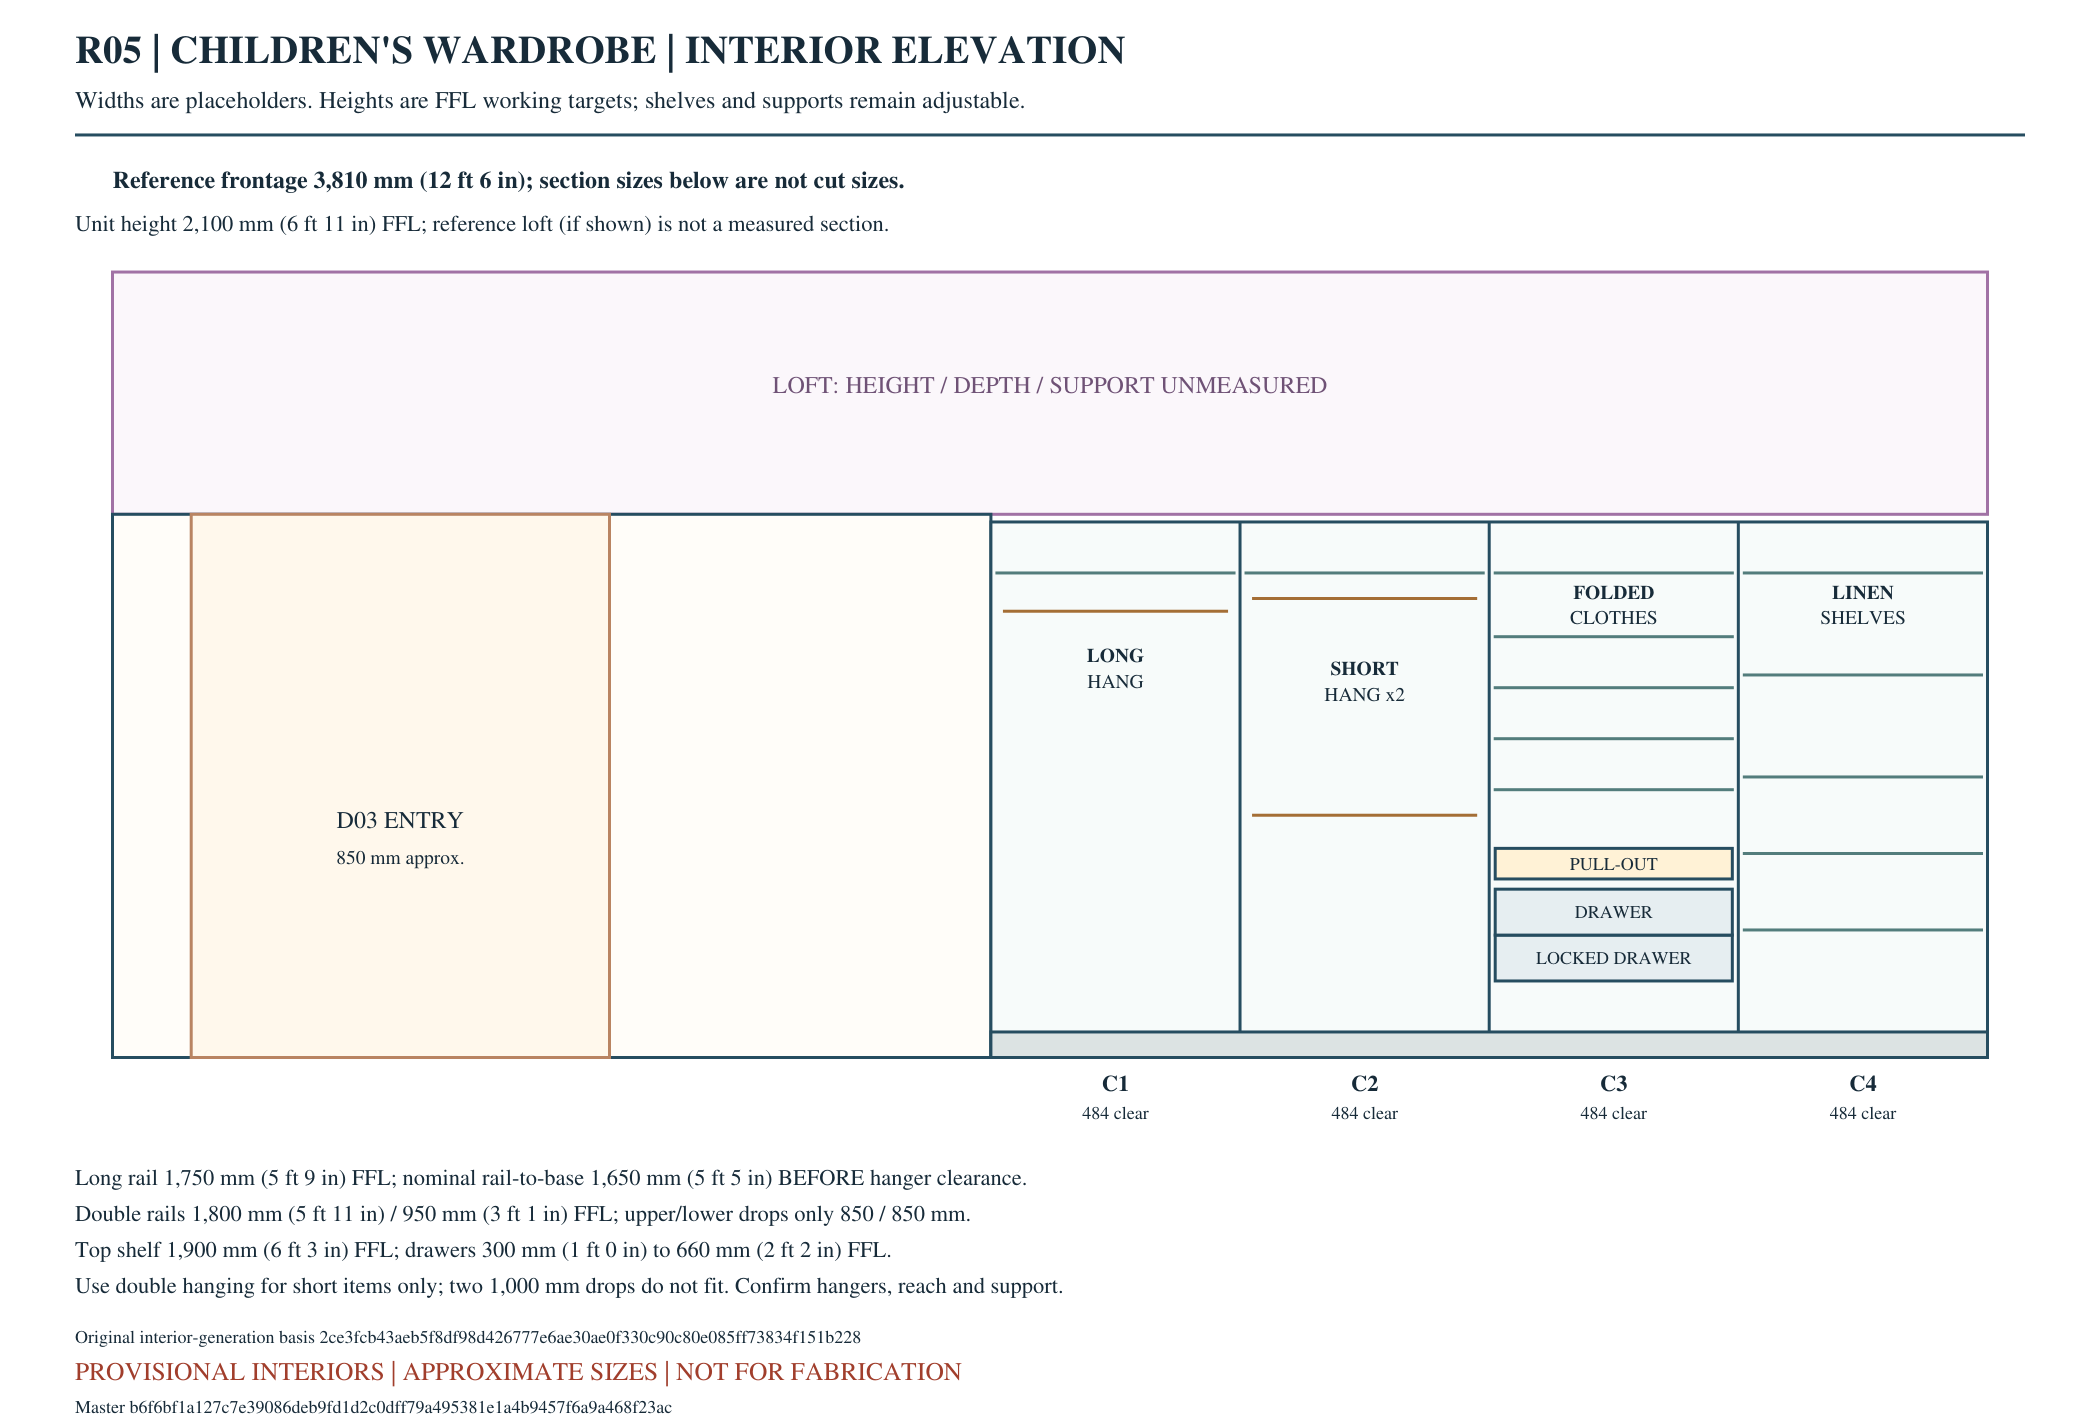 R05 | CHILDREN'S WARDROBE | INTERIOR ELEVATION
Widths are placeholders. Heights are FFL working targets; shelves and supports remain adjustable.
Reference frontage 3,810 mm (12 ft 6 in); section sizes below are not cut sizes.
Unit height 2,100 mm (6 ft 11 in) FFL; reference loft (if shown) is not a measured section.
LOFT: HEIGHT / DEPTH / SUPPORT UNMEASURED
D03 ENTRY
850 mm approx.
LONG
HANG
SHORT
HANG x2
FOLDED
CLOTHES
PULL-OUT
DRAWER
LOCKED DRAWER
LINEN
SHELVES
C1
484 clear
C2
484 clear
C3
484 clear
C4
484 clear
Long rail 1,750 mm (5 ft 9 in) FFL; nominal rail-to-base 1,650 mm (5 ft 5 in) BEFORE hanger clearance.
Double rails 1,800 mm (5 ft 11 in) / 950 mm (3 ft 1 in) FFL; upper/lower drops only 850 / 850 mm.
Top shelf 1,900 mm (6 ft 3 in) FFL; drawers 300 mm (1 ft 0 in) to 660 mm (2 ft 2 in) FFL.
Use double hanging for short items only; two 1,000 mm drops do not fit. Confirm hangers, reach and support.
Original interior-generation basis 2ce3fcb43aeb5f8df98d426777e6ae30ae0f330c90c80e085ff73834f151b228
PROVISIONAL INTERIORS | APPROXIMATE SIZES | NOT FOR FABRICATION
Master b6f6bf1a127c7e39086deb9fd1d2c0dff79a495381e1a4b9457f6a9a468f23ac